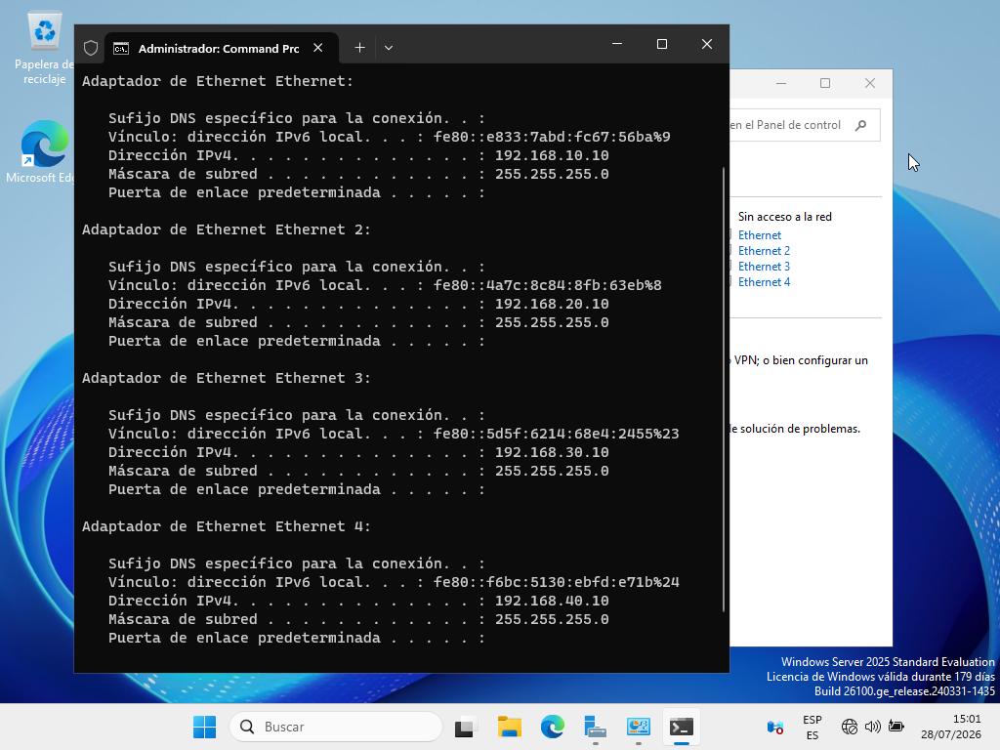 Papelera de
reciclaje
Microsoft Edg
Administrador: Command Prc
Adaptador de Ethernet Ethernet:
Sufijo DNS específico para la conexión. . :
Vínculo: dirección IPv6 local. . . : fe80::e833:7abd:fc67:56ba%9
Dirección IPv4. . . . . . . . . . . . . . : 192.168.10.10
Máscara de subred . . . . . . . . . . . . : 255.255.255.0
Puerta de enlace predeterminada . . . . . :
Adaptador de Ethernet Ethernet 2:
Sufijo DNS específico para la conexión. . :
Vínculo: dirección IPv6 local. . . : fe80::4a7c:8c84:8fb:63eb%8
Dirección IPv4. . . . . . . . . . . . . . : 192.168.20.10
Máscara de subred . . . . . . . . . . . . : 255.255.255.0
Puerta de enlace predeterminada . . . . . :
Adaptador de Ethernet Ethernet 3:
Sufijo DNS específico para la conexión. . :
Vínculo: dirección IPv6 local. . . : fe80::5d5f:6214:68e4:2455%23
Dirección IPv4. . . . . . . . . . . . . . : 192.168.30.10
Máscara de subred . . . . . . . . . . . . : 255.255.255.0
Puerta de enlace predeterminada . . . . . :
Adaptador de Ethernet Ethernet 4:
Sufijo DNS específico para la conexión. . :
Vínculo: dirección IPv6 local. . . : fe80::f6bc:5130:ebfd:e71b%24
Dirección IPv4. . . . . . . . . . . . . . : 192.168.40.10
Máscara de subred . . . . . . . . . . . . : 255.255.255.0
Puerta de enlace predeterminada . . . . . :
en el Panel de control
Sin acceso a la red
Ethernet
Ethernet 2
Ethernet 3
Ethernet 4
VPN; o bien configurar un
de solución de problemas.
Windows Server 2025 Standard Evaluation
Licencia de Windows válida durante 179 días
Build 26100.ge_release.240331-1435
Buscar
ESP
ES
15:01
28/07/2026